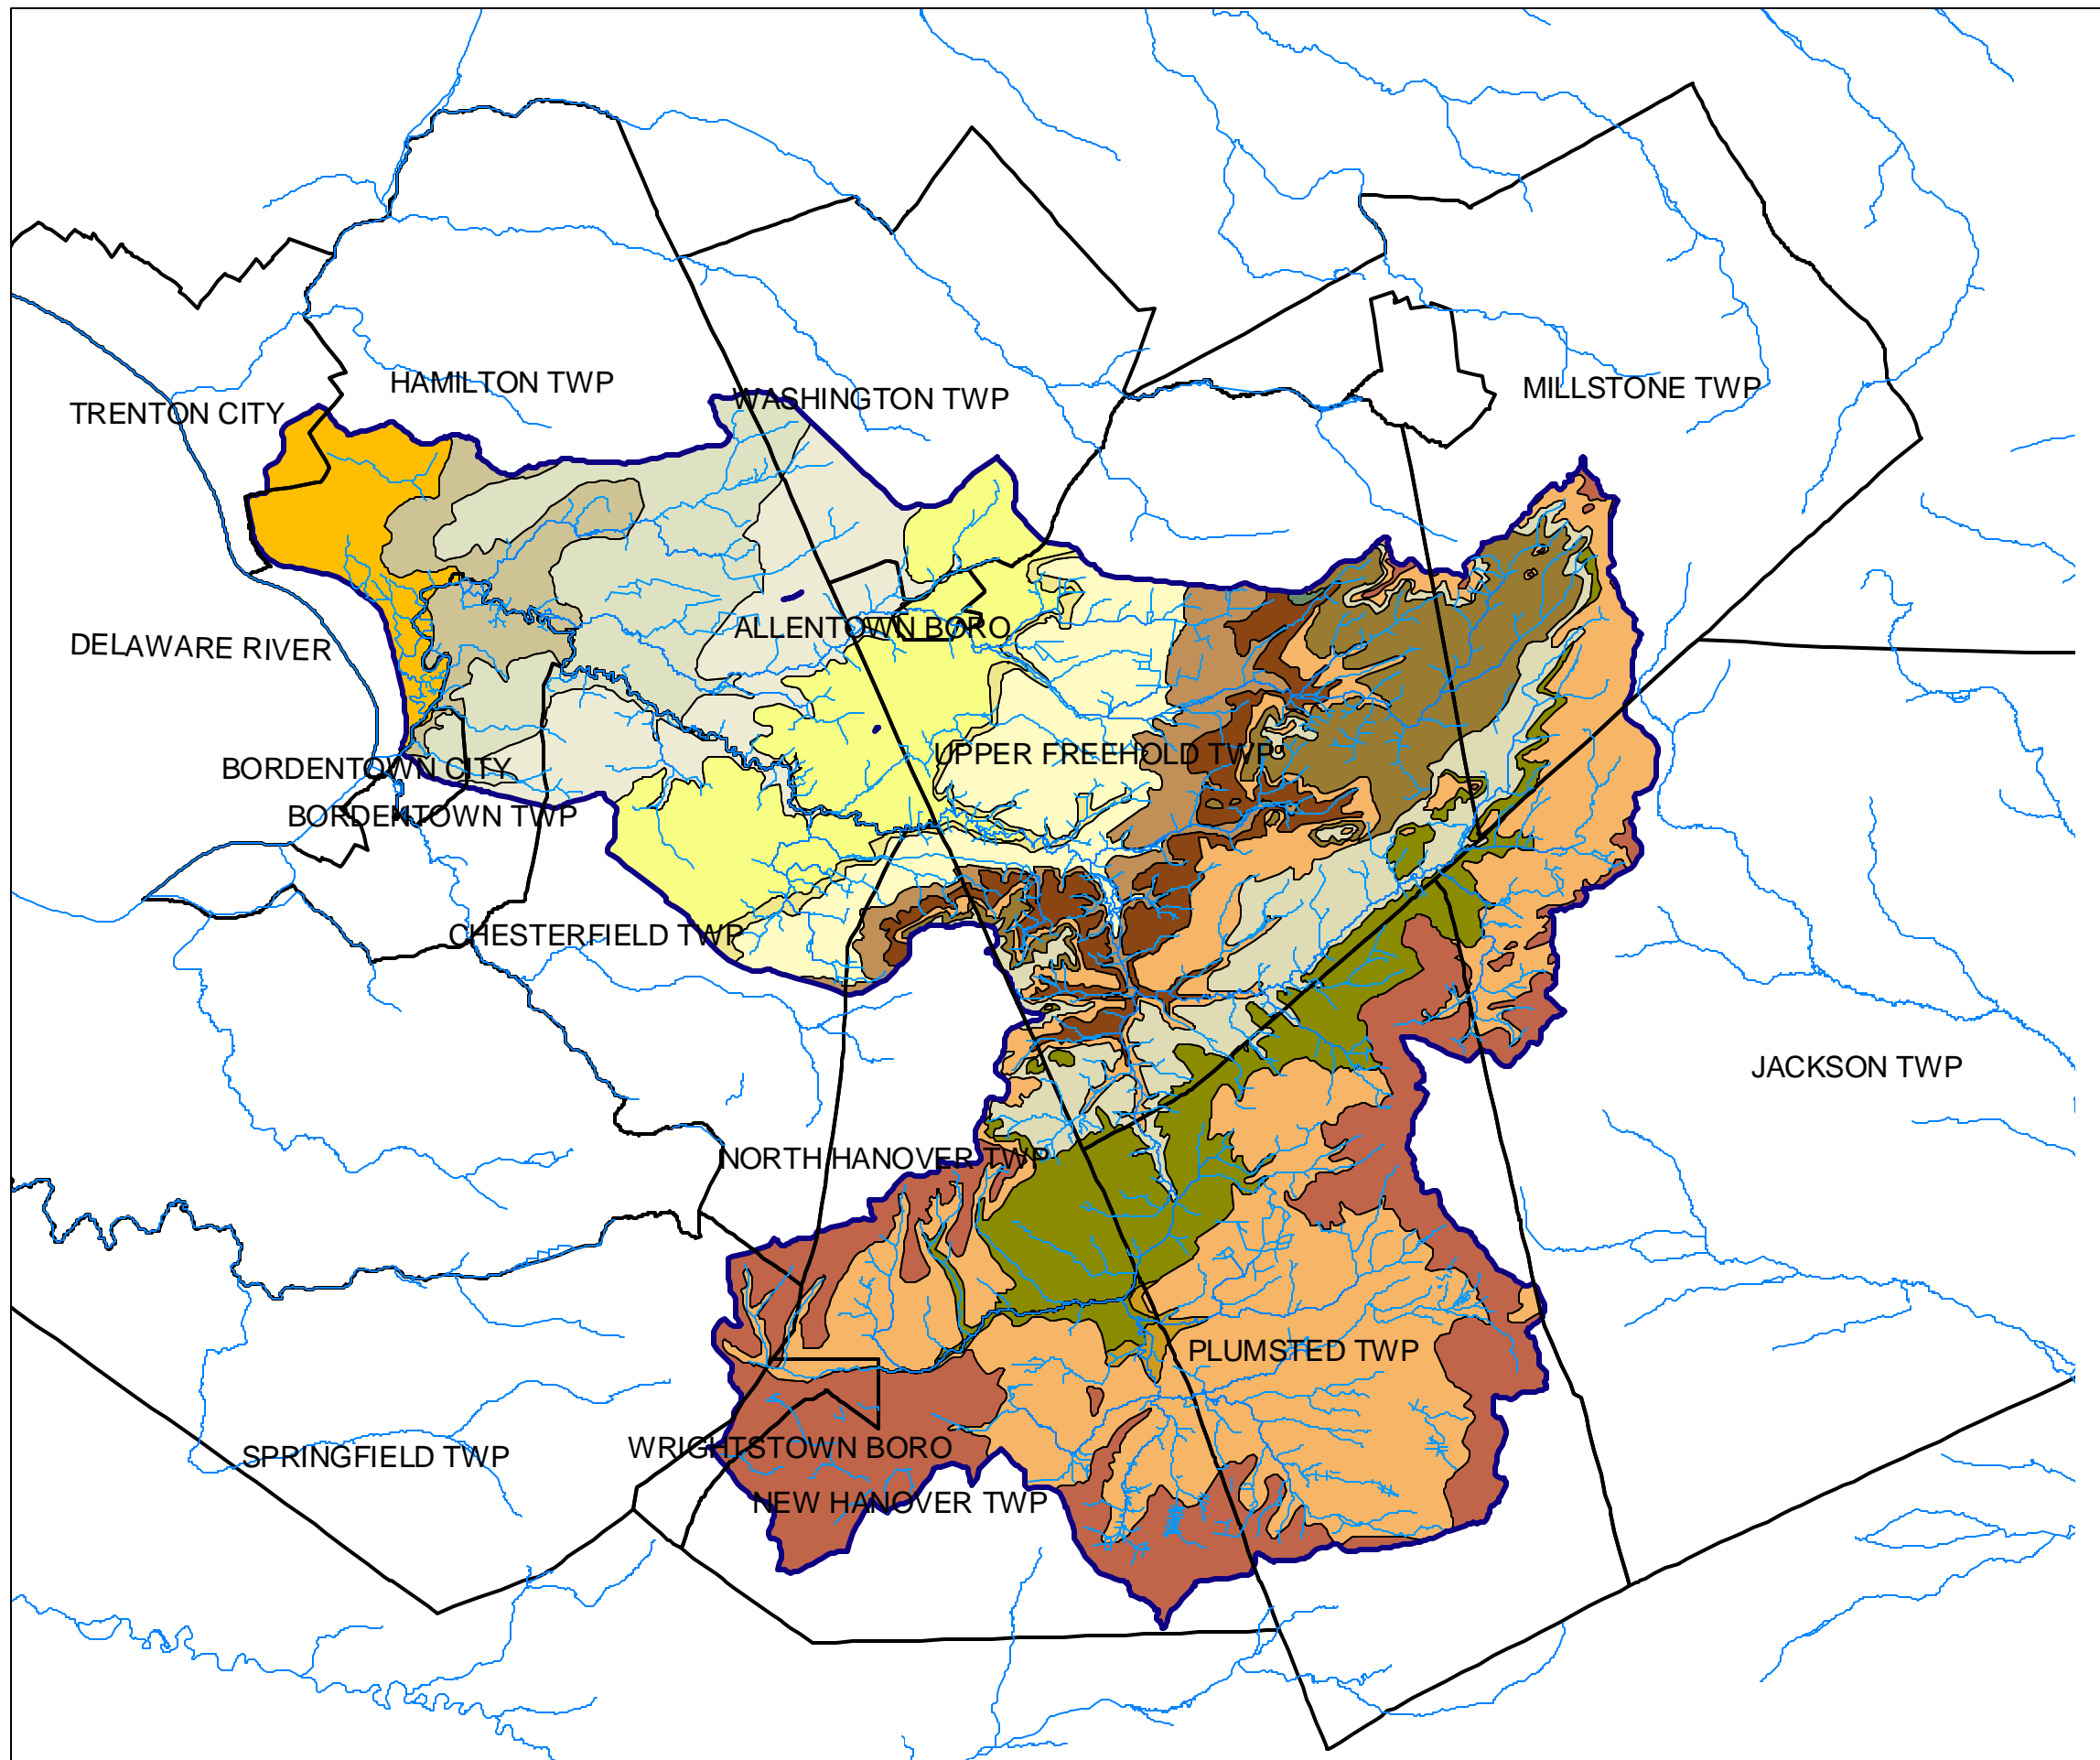 HAMILTON TWP
WASHINGTON TWP
MILLSTONE TWP
TRENTON CITY
ALLENTOWN BORO
DELAWARE RIVER
UPPER FREEHOLD TWP
BORDENTOWN CITY
BORDENTOWN TWP
CHESTERFIELD TWP
JACKSON TWP
NORTH HANOVER TWP
PLUMSTED TWP
WRIGHTSTOWN BORO
SPRINGFIELD TWP
NEW HANOVER TWP